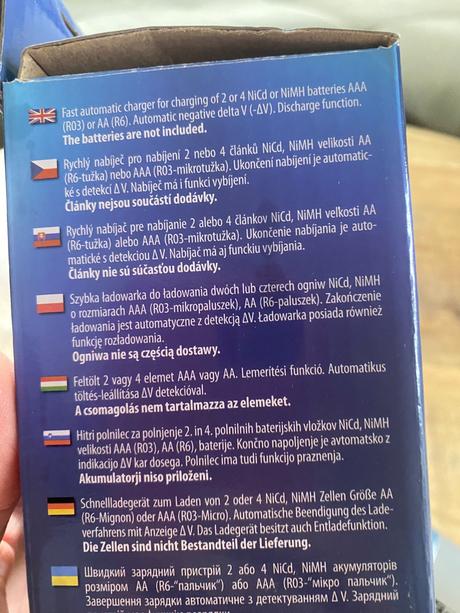 Fast automatic charger for charging of 2 or 4 NiCd or NiMH batteries AAA
(R03) or AA (R6). Automatic negative delta V (-ΔV). Discharge function.
The batteries are not included.
Rychlý nabíječ pro nabíjení 2 nebo 4 článků NiCd, NiMH velikosti AA
(R6-tužka) nebo AAA (R03-mikrotužka). Ukončení nabíjení je automatic-
ké s detekcí ΔV. Nabíječ má i funkci vybíjení.
Články nejsou součástí dodávky.
Rychlý nabíjač pre nabíjanie 2 alebo 4 článkov NiCd, NiMH veľkosti AA
(R6-tužka) alebo AAA (R03-mikrotužka). Ukončenie nabíjania je auto-
matické s detekciou ΔV. Nabíjač má aj funckiu vybíjania.
Články nie sú súčasťou dodávky.
Szybka ładowarka do ładowania dwóch lub czterech ogniw NiCd, NiMH
o rozmiarach AAA (R03-mikropaluszek), AA (R6-paluszek). Zakończenie
ładowania jest automatyczne z detekcją ΔV. Ładowarka posiada również
funkcję rozładowania.
Ogniwa nie są częścią dostawy.
Feltölt 2 vagy 4 elemet AAA vagy AA. Lemerítési funkció. Automatikus
töltés-leállítása ΔV detekcióval.
A csomagolás nem tartalmazza az elemeket.
Hitri polnilec za polnjenje 2. in 4. polnilnih baterijskih vložkov NiCd, NiMH
velikosti AAA (R03), AA (R6), baterije. Končno napoljenje je avtomatsko z
indikacijo ΔV kar dosega. Polnilec ima tudi funkcijo praznenja.
Akumulatorji niso priloženi.
Schnellladegerät zum Laden von 2 oder 4 NiCd, NiMH Zellen Größe AA
(R6-Mignon) oder AAA (R03-Micro). Automatische Beendigung des Lade-
verfahrens mit Anzeige ΔV. Das Ladegerät besitzt auch Entladefunktion.
Die Zellen sind nicht Bestandteil der Lieferung.
Швидкий зарядний пристрій 2 або 4 NiCd, NiMH акумуляторів
розміром AA (R6-“пальчик”) або AAA (R03-“мікро пальчик”).
Завершення зарядки автоматичне з детектуванням ΔV. Зарядний